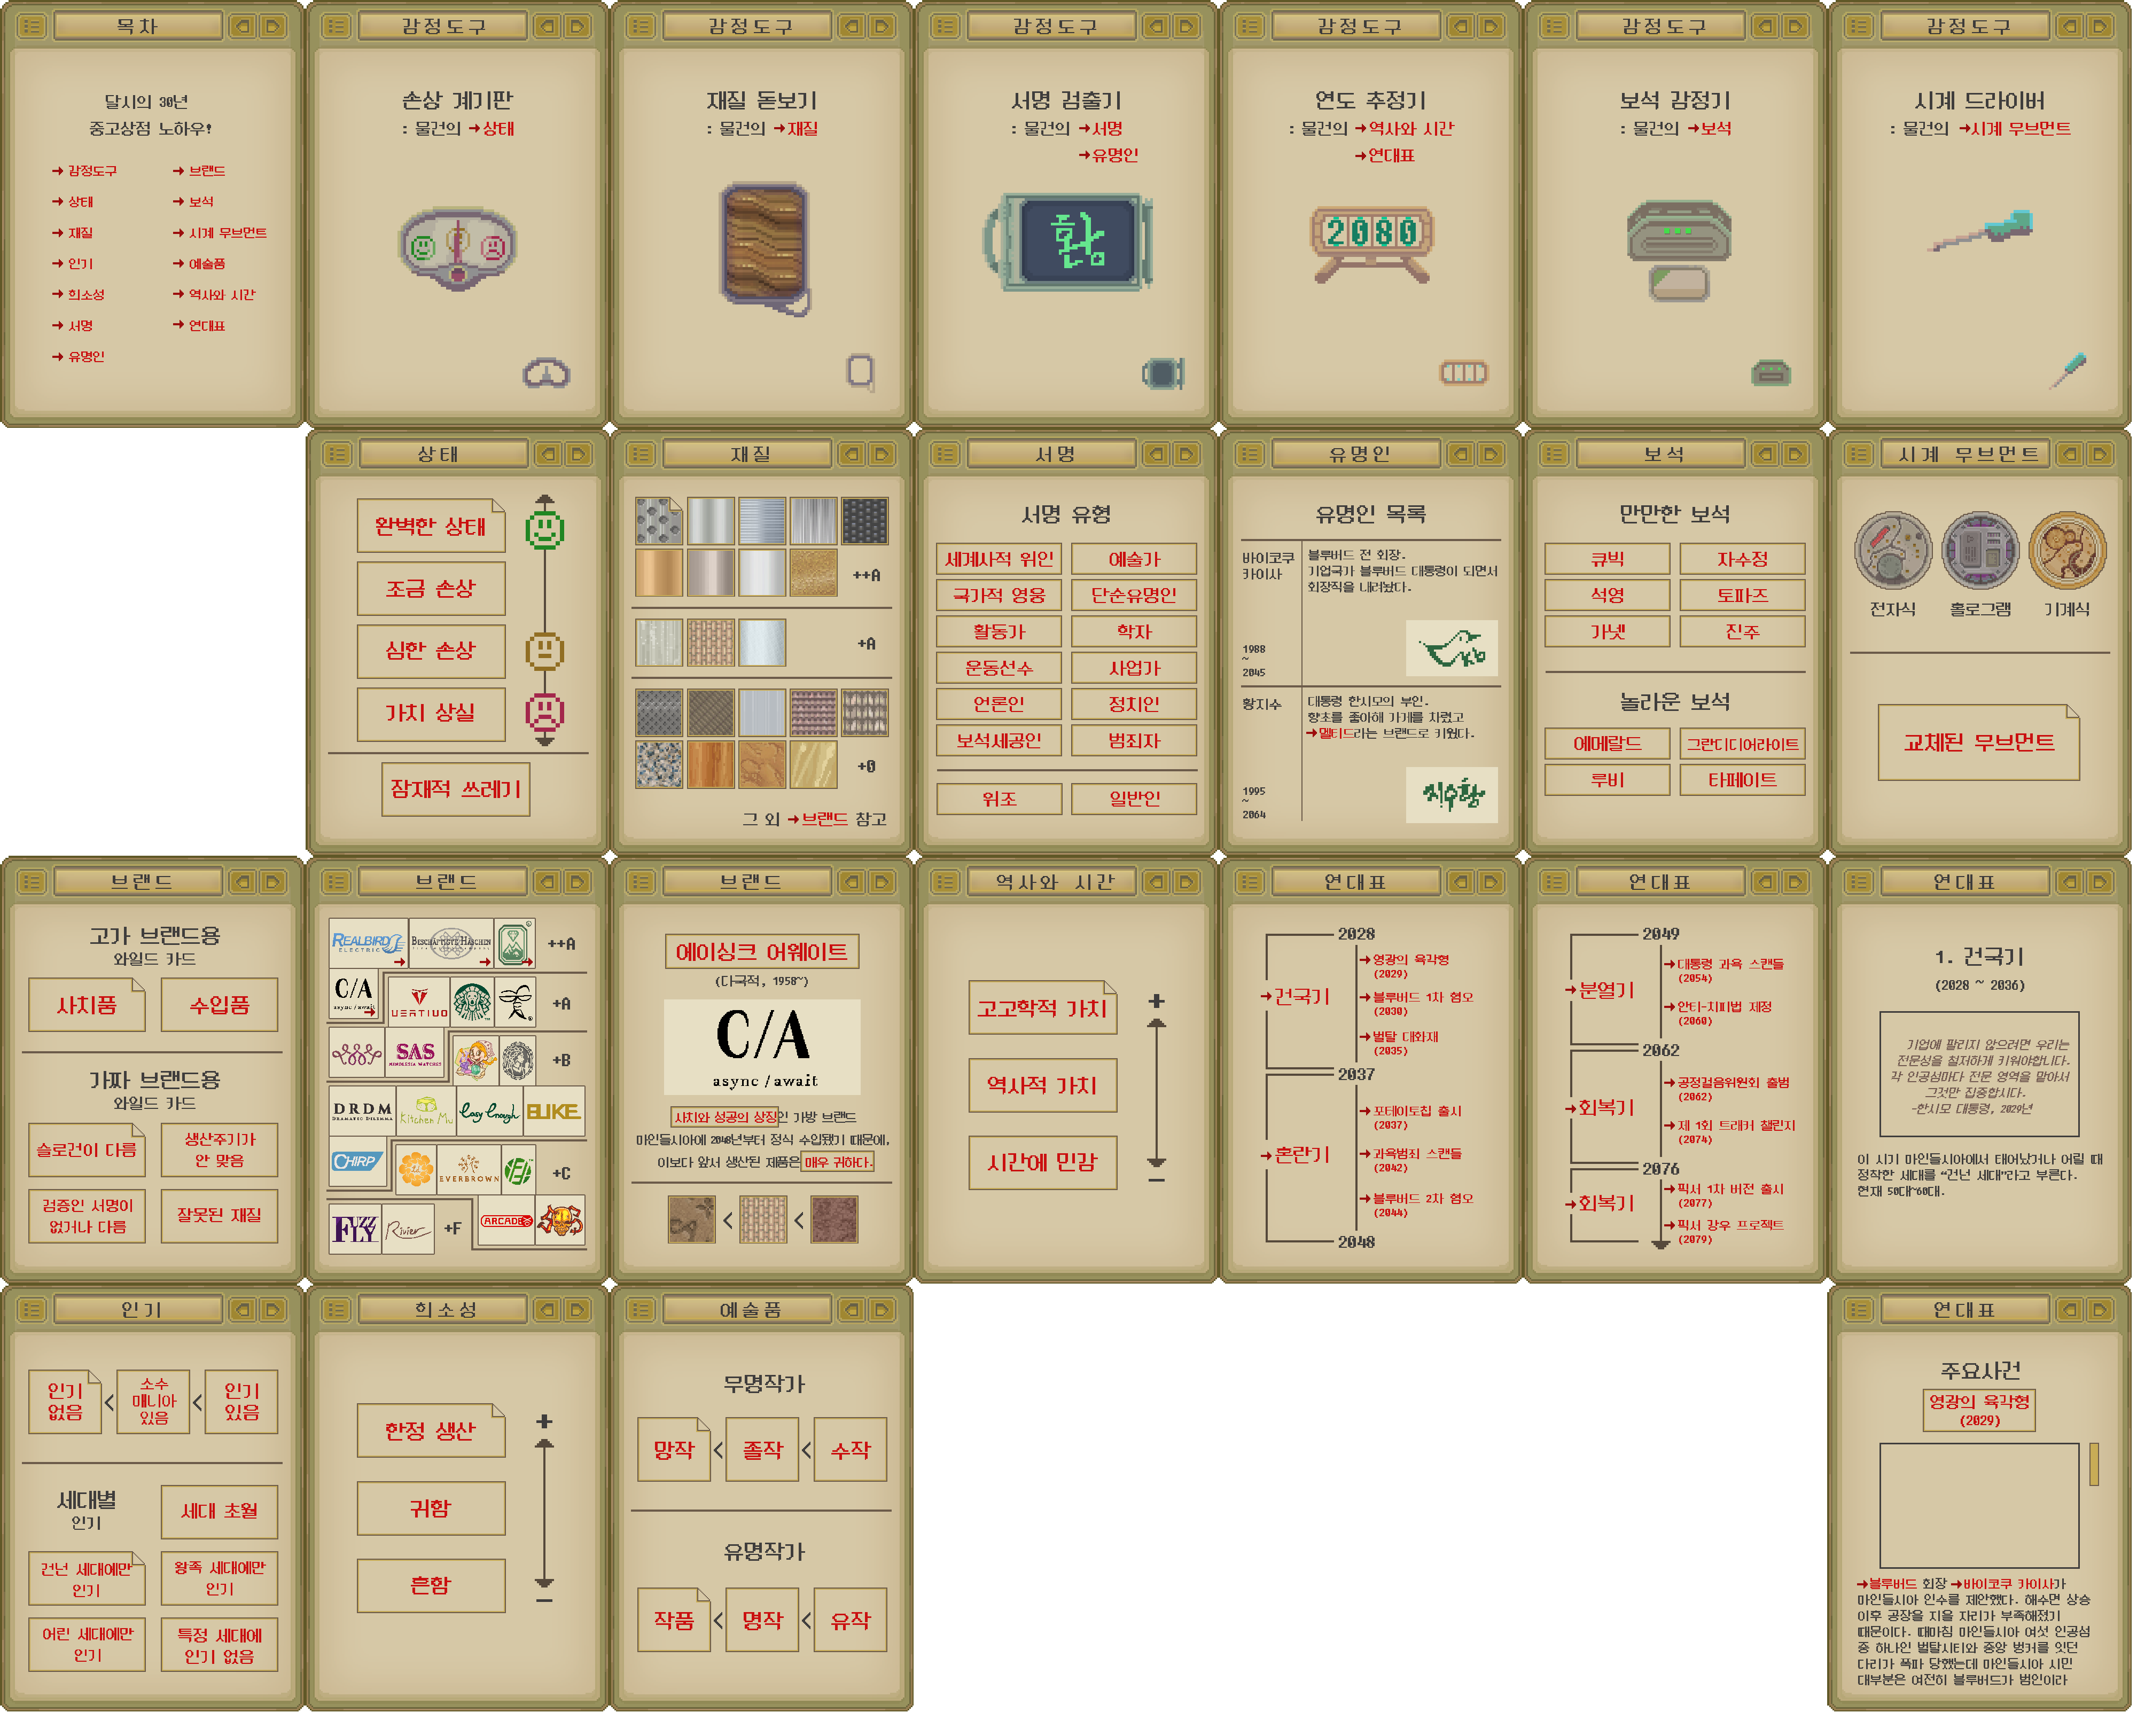 목차
달시의 30년
중고상점 노하우!
→ 감정도구
→ 상태
→ 재질
→ 인기
→ 희소성
→ 서명
→ 유명인
→ 브랜드
→ 보석
→ 시계 무브먼트
→ 예술품
→ 역사와 시간
→ 연대표
감정도구
손상 계기판
: 물건의 →상태
감정도구
재질 돋보기
: 물건의 →재질
감정도구
서명 검출기
: 물건의 →서명
→유명인
감정도구
연도 추정기
: 물건의 →역사와 시간
→연대표
2080
감정도구
보석 감정기
: 물건의 →보석
감정도구
시계 드라이버
: 물건의 →시계 무브먼트
상태
완벽한 상태
조금 손상
심한 손상
가치 상실
잠재적 쓰레기
재질
++A
+A
+0
그 외 →브랜드 참고
서명
서명 유형
세계사적 위인
예술가
국가적 영웅
단순유명인
활동가
학자
운동선수
사업가
언론인
정치인
보석세공인
범죄자
위조
일반인
유명인
유명인 목록
바이코쿠
카이사
1988
~
2045
블루버드 전 회장.
기업국가 블루버드 대통령이 되면서
회장직을 내려놨다.
황지수
1995
~
2064
대통령 한시모의 부인.
향초를 좋아해 가게를 차렸고
→멜티드라는 브랜드로 키웠다.
보석
만만한 보석
큐빅
자수정
석영
토파즈
가넷
진주
놀라운 보석
에메랄드
그란디디어라이트
루비
타페이트
시계 무브먼트
전자식
홀로그램
기계식
교체된 무브먼트
브랜드
고가 브랜드용
와일드 카드
사치품
수입품
가짜 브랜드용
와일드 카드
슬로건이 다름
생산주기가
안 맞음
검증인 서명이
없거나 다름
잘못된 재질
브랜드
REALBIRD
ELECTRIC
BESCHÄFTIGTE HÄSCHEN
++A
C/A
async/await
VERTIVO
+A
SAS
MINDLESIA WATCHES
+B
DRDM
DRAMATIC DILEMMA
Kitchen Mu
Easy Enough
BLIKE
CHIRP
EVERBROWN
+C
FUZZ
FLY
Rivier
+F
ARCADE
브랜드
에이싱크 어웨이트
(다국적, 1958~)
C/A
async / await
사치와 성공의 상징인 가방 브랜드
마인들시아에 2048년부터 정식 수입됐기 때문에,
이보다 앞서 생산된 제품은 매우 귀하다.
<
<
역사와 시간
고고학적 가치
역사적 가치
시간에 민감
+
−
연대표
2028
→건국기
→영광의 육각형
(2029)
→블루버드 1차 혐오
(2030)
→벌탈 대화재
(2035)
2037
→혼란기
→포테이토칩 출시
(2037)
→과육범죄 스캔들
(2042)
→블루버드 2차 혐오
(2044)
2048
연대표
2049
→분열기
→대통령 과육 스캔들
(2054)
→안티-치피법 제정
(2060)
2062
→회복기
→공정걸음위원회 출범
(2062)
→제 1회 트래커 챌린지
(2074)
2076
→회복기
→픽서 1차 버전 출시
(2077)
→픽서 강우 프로젝트
(2079)
연대표
1. 건국기
(2028 ~ 2036)
기업에 팔리지 않으려면 우리는
전문성을 철저하게 키워야합니다.
각 인공섬마다 전문 영역을 맡아서
그것만 집중합시다.
-한시모 대통령, 2029년
이 시기 마인들시아에서 태어났거나 어릴 때
정착한 세대를 "건넌 세대"라고 부른다.
현재 50대~60대.
인기
인기
없음
<
소수
매니아
있음
<
인기
있음
세대별
인기
세대 초월
건넌 세대에만
인기
왕족 세대에만
인기
어린 세대에만
인기
특정 세대에
인기 없음
희소성
한정 생산
귀함
흔함
+
−
예술품
무명작가
망작 < 졸작 < 수작
유명작가
작품 < 명작 < 유작
연대표
주요사건
영광의 육각형
(2029)
→블루버드 회장 →바이코쿠 카이사가
마인들시아 인수를 제안했다. 해수면 상승
이후 공장을 지을 자리가 부족해졌기
때문이다. 때마침 마인들시아 여섯 인공섬
중 하나인 벌탈시티와 중앙 벙커를 잇던
다리가 폭파 당했는데 마인들시아 시민
대부분은 여전히 블루버드가 범인이라